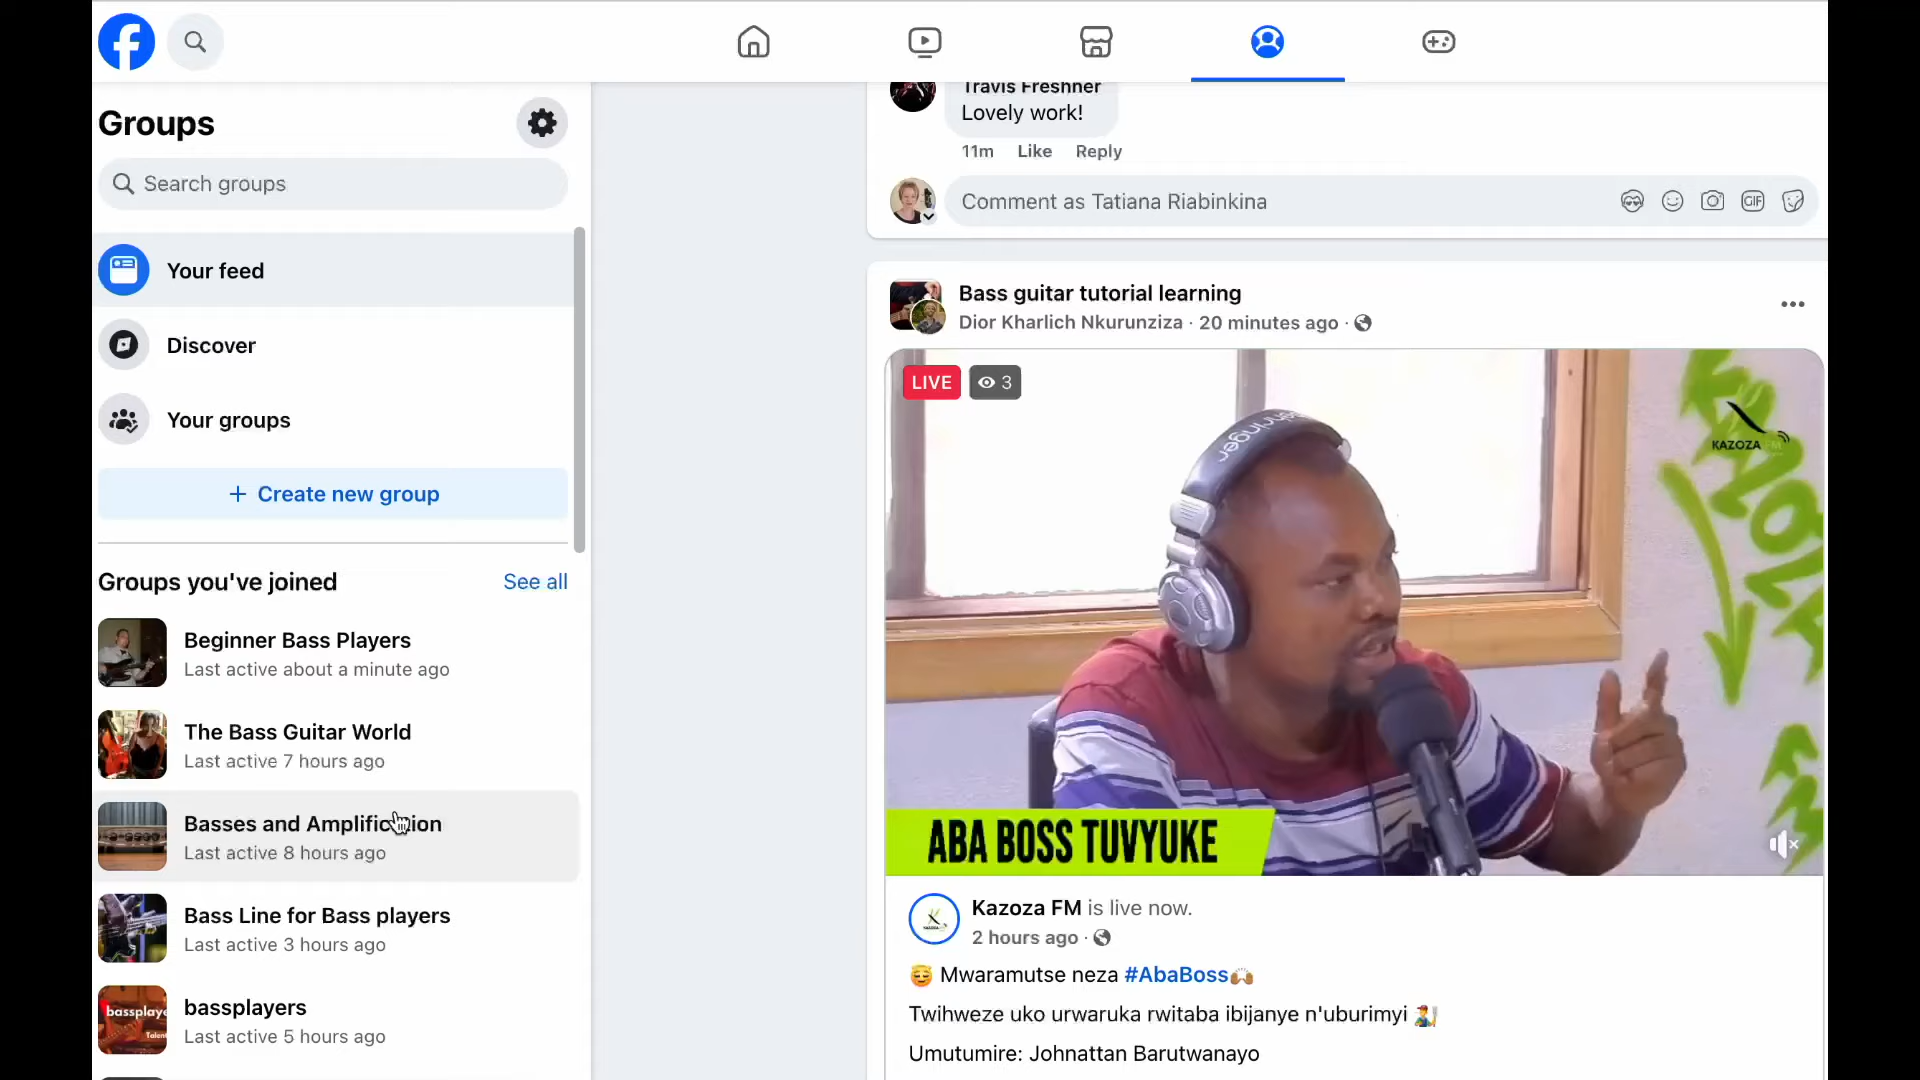 Groups
Search groups
Your feed
Discover
Your groups
+ Create new group
Groups you've joined
See all
Beginner Bass Players
Last active about a minute ago
The Bass Guitar World
Last active 7 hours ago
Basses and Amplification
Last active 8 hours ago
Bass Line for Bass players
Last active 3 hours ago
bassplayers
Last active 5 hours ago
Travis Freshner
Lovely work!
11m Like Reply
Comment as Tatiana Riabinkina
GIF
Bass guitar tutorial learning
Dior Kharlich Nkurunziza · 20 minutes ago ·
LIVE 3
behringer
KAZOZA FM
ABA BOSS TUVYUKE
Kazoza FM is live now.
2 hours ago ·
😇 Mwaramutse neza #AbaBoss🙌🏽
Twihweze uko urwaruka rwitaba ibijanye n'uburimyi 👨‍🌾
Umutumire: Johnattan Barutwanayo